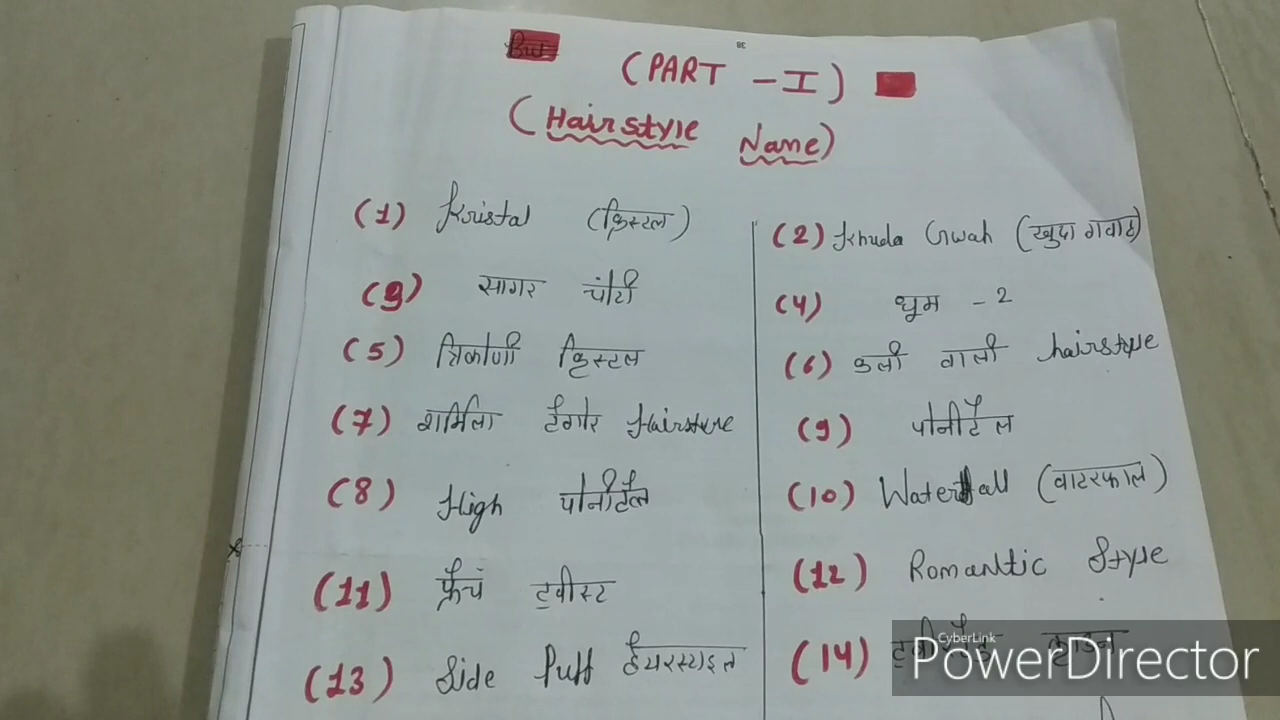 38
(PART - I)
(Hairstyle Name)
(1) Kristal (क्रिस्टल)
(2) Khuda Gwah (खुदा गवाह)
(3) सागर चोटी
(4) धूम - 2
(5) त्रिकोणी क्रिस्टल
(6) कली वाली hairstype
(7) शर्मिला टैगोर Hairstyle
(9) पोनीटैल
(8) High पोनीटैल
(10) Waterfall (वाटरफाल)
(11) फ्रैंच ट्वीस्ट
(12) Romantic Style
(13) Side Puff हैयरस्टाइल
(14)
CyberLink
PowerDirector